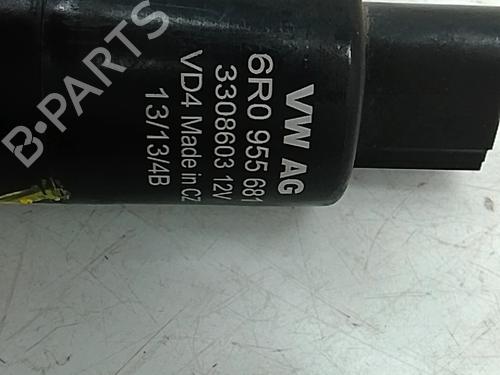 VW AG
6R0 955 681
3308603 12V
VD4 Made in CZ
13/13/4B
B-PARTS